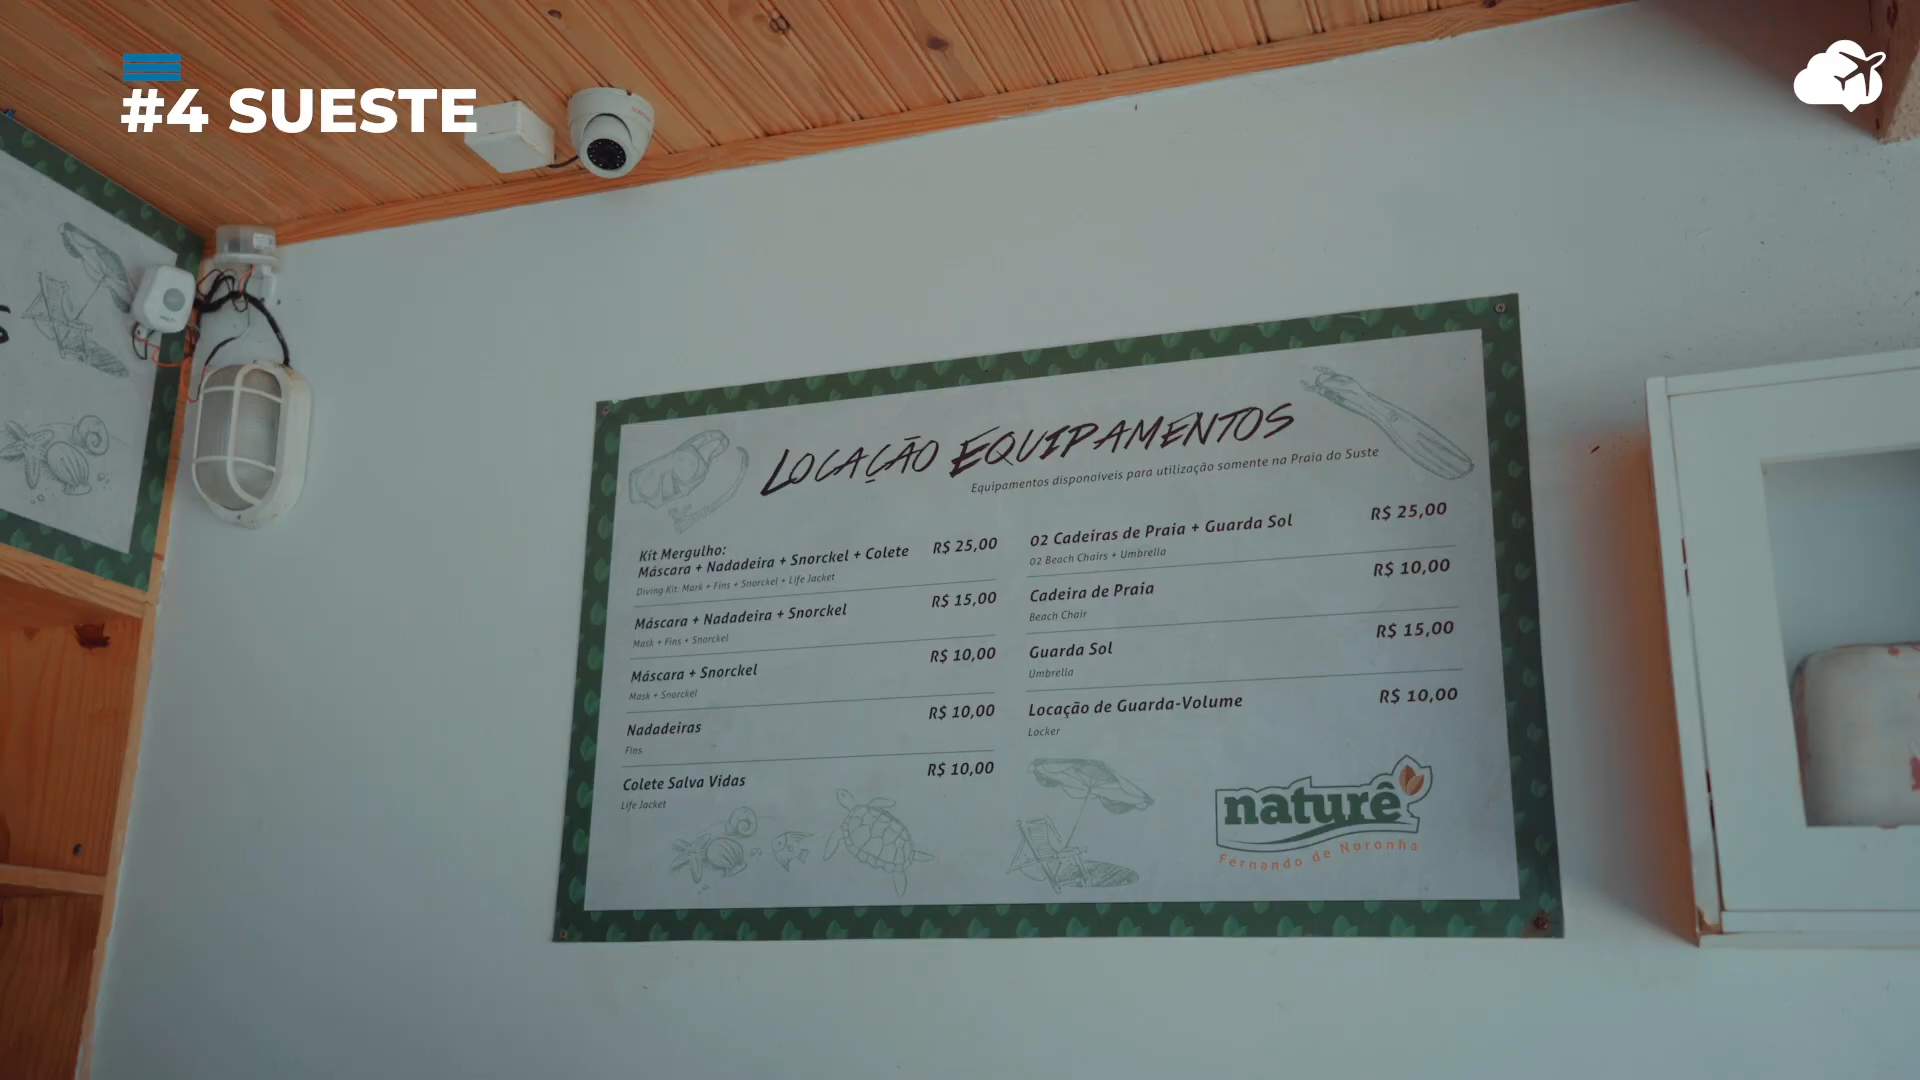 #4 SUESTE
LOCAÇÃO EQUIPAMENTOS
Equipamentos disponoiveis para utilização somente na Praia do Suste
Kit Mergulho:
Máscara + Nadadeira + Snorckel + Colete R$ 25,00
Diving Kit: Mark + Fins + Snorckel + Life Jacket
Máscara + Nadadeira + Snorckel R$ 15,00
Mask + Fins + Snorckel
Máscara + Snorckel R$ 10,00
Mask + Snorckel
Nadadeiras R$ 10,00
Fins
Colete Salva Vidas R$ 10,00
Life Jacket
02 Cadeiras de Praia + Guarda Sol R$ 25,00
02 Beach Chairs + Umbrella
Cadeira de Praia R$ 10,00
Beach Chair
Guarda Sol R$ 15,00
Umbrella
Locação de Guarda-Volume R$ 10,00
Locker
naturê
Fernando de Noronha